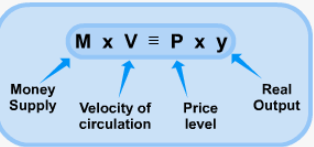 M x V ≡ P x y
Money
Supply
Velocity of
circulation
Price
level
Real
Output